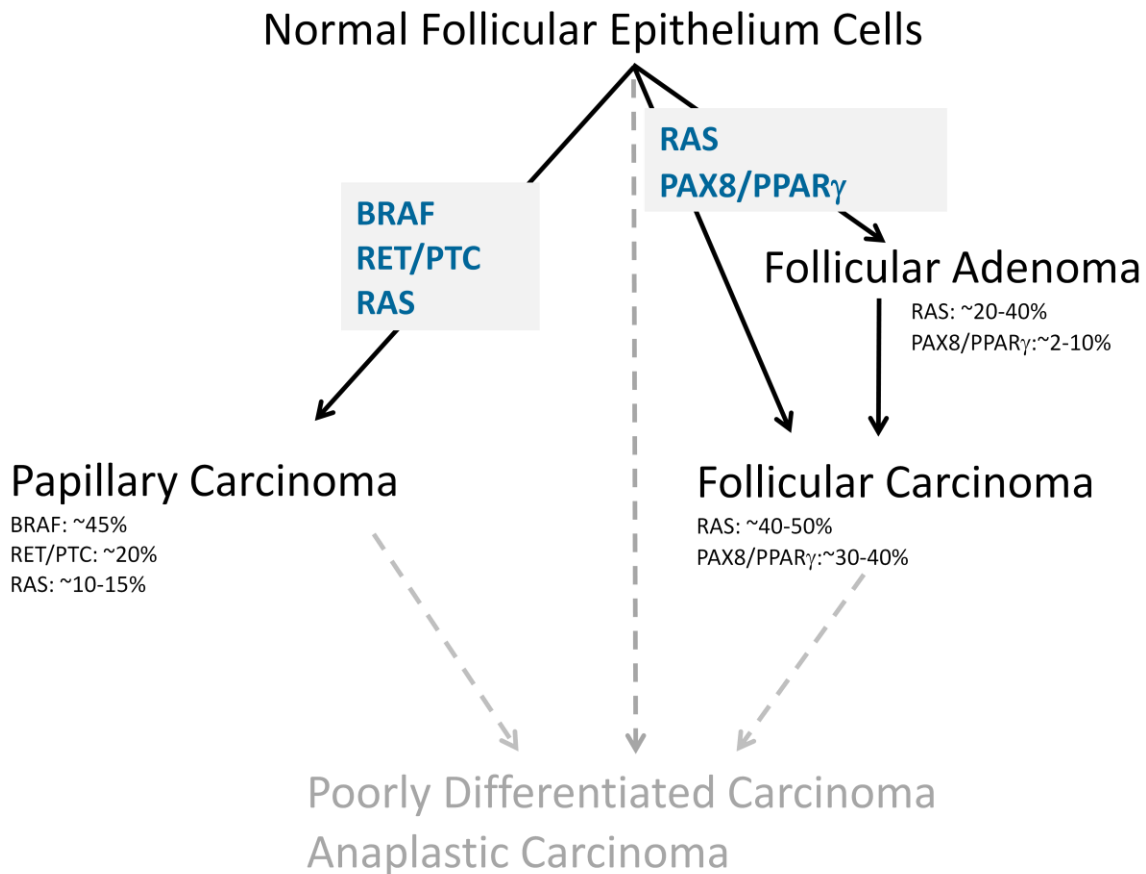 Normal Follicular Epithelium Cells
RAS
PAX8/PPARγ
BRAF
RET/PTC
RAS
Follicular Adenoma
RAS: ~20-40%
PAX8/PPARγ:~2-10%
Papillary Carcinoma
BRAF: ~45%
RET/PTC: ~20%
RAS: ~10-15%
Follicular Carcinoma
RAS: ~40-50%
PAX8/PPARγ:~30-40%
Poorly Differentiated Carcinoma
Anaplastic Carcinoma